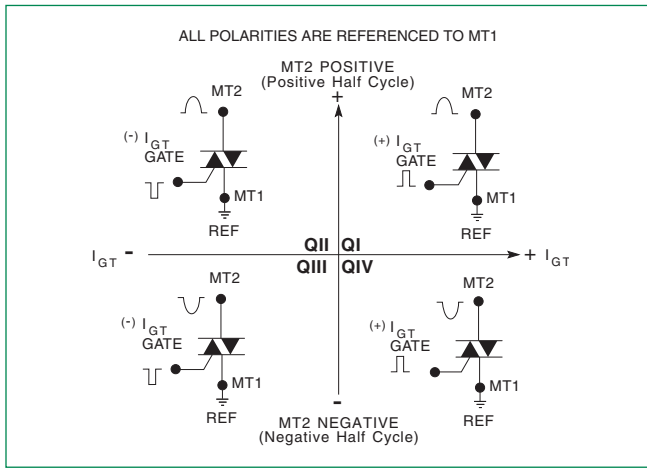 ALL POLARITIES ARE REFERENCED TO MT1
MT2 POSITIVE
(Positive Half Cycle)
+
MT2
(-) IGT
GATE
MT1
REF
MT2
(+) IGT
GATE
MT1
REF
IGT -
QII QI
QIII QIV
+ IGT
MT2
(-) IGT
GATE
MT1
REF
MT2
(+) IGT
GATE
MT1
REF
-
MT2 NEGATIVE
(Negative Half Cycle)